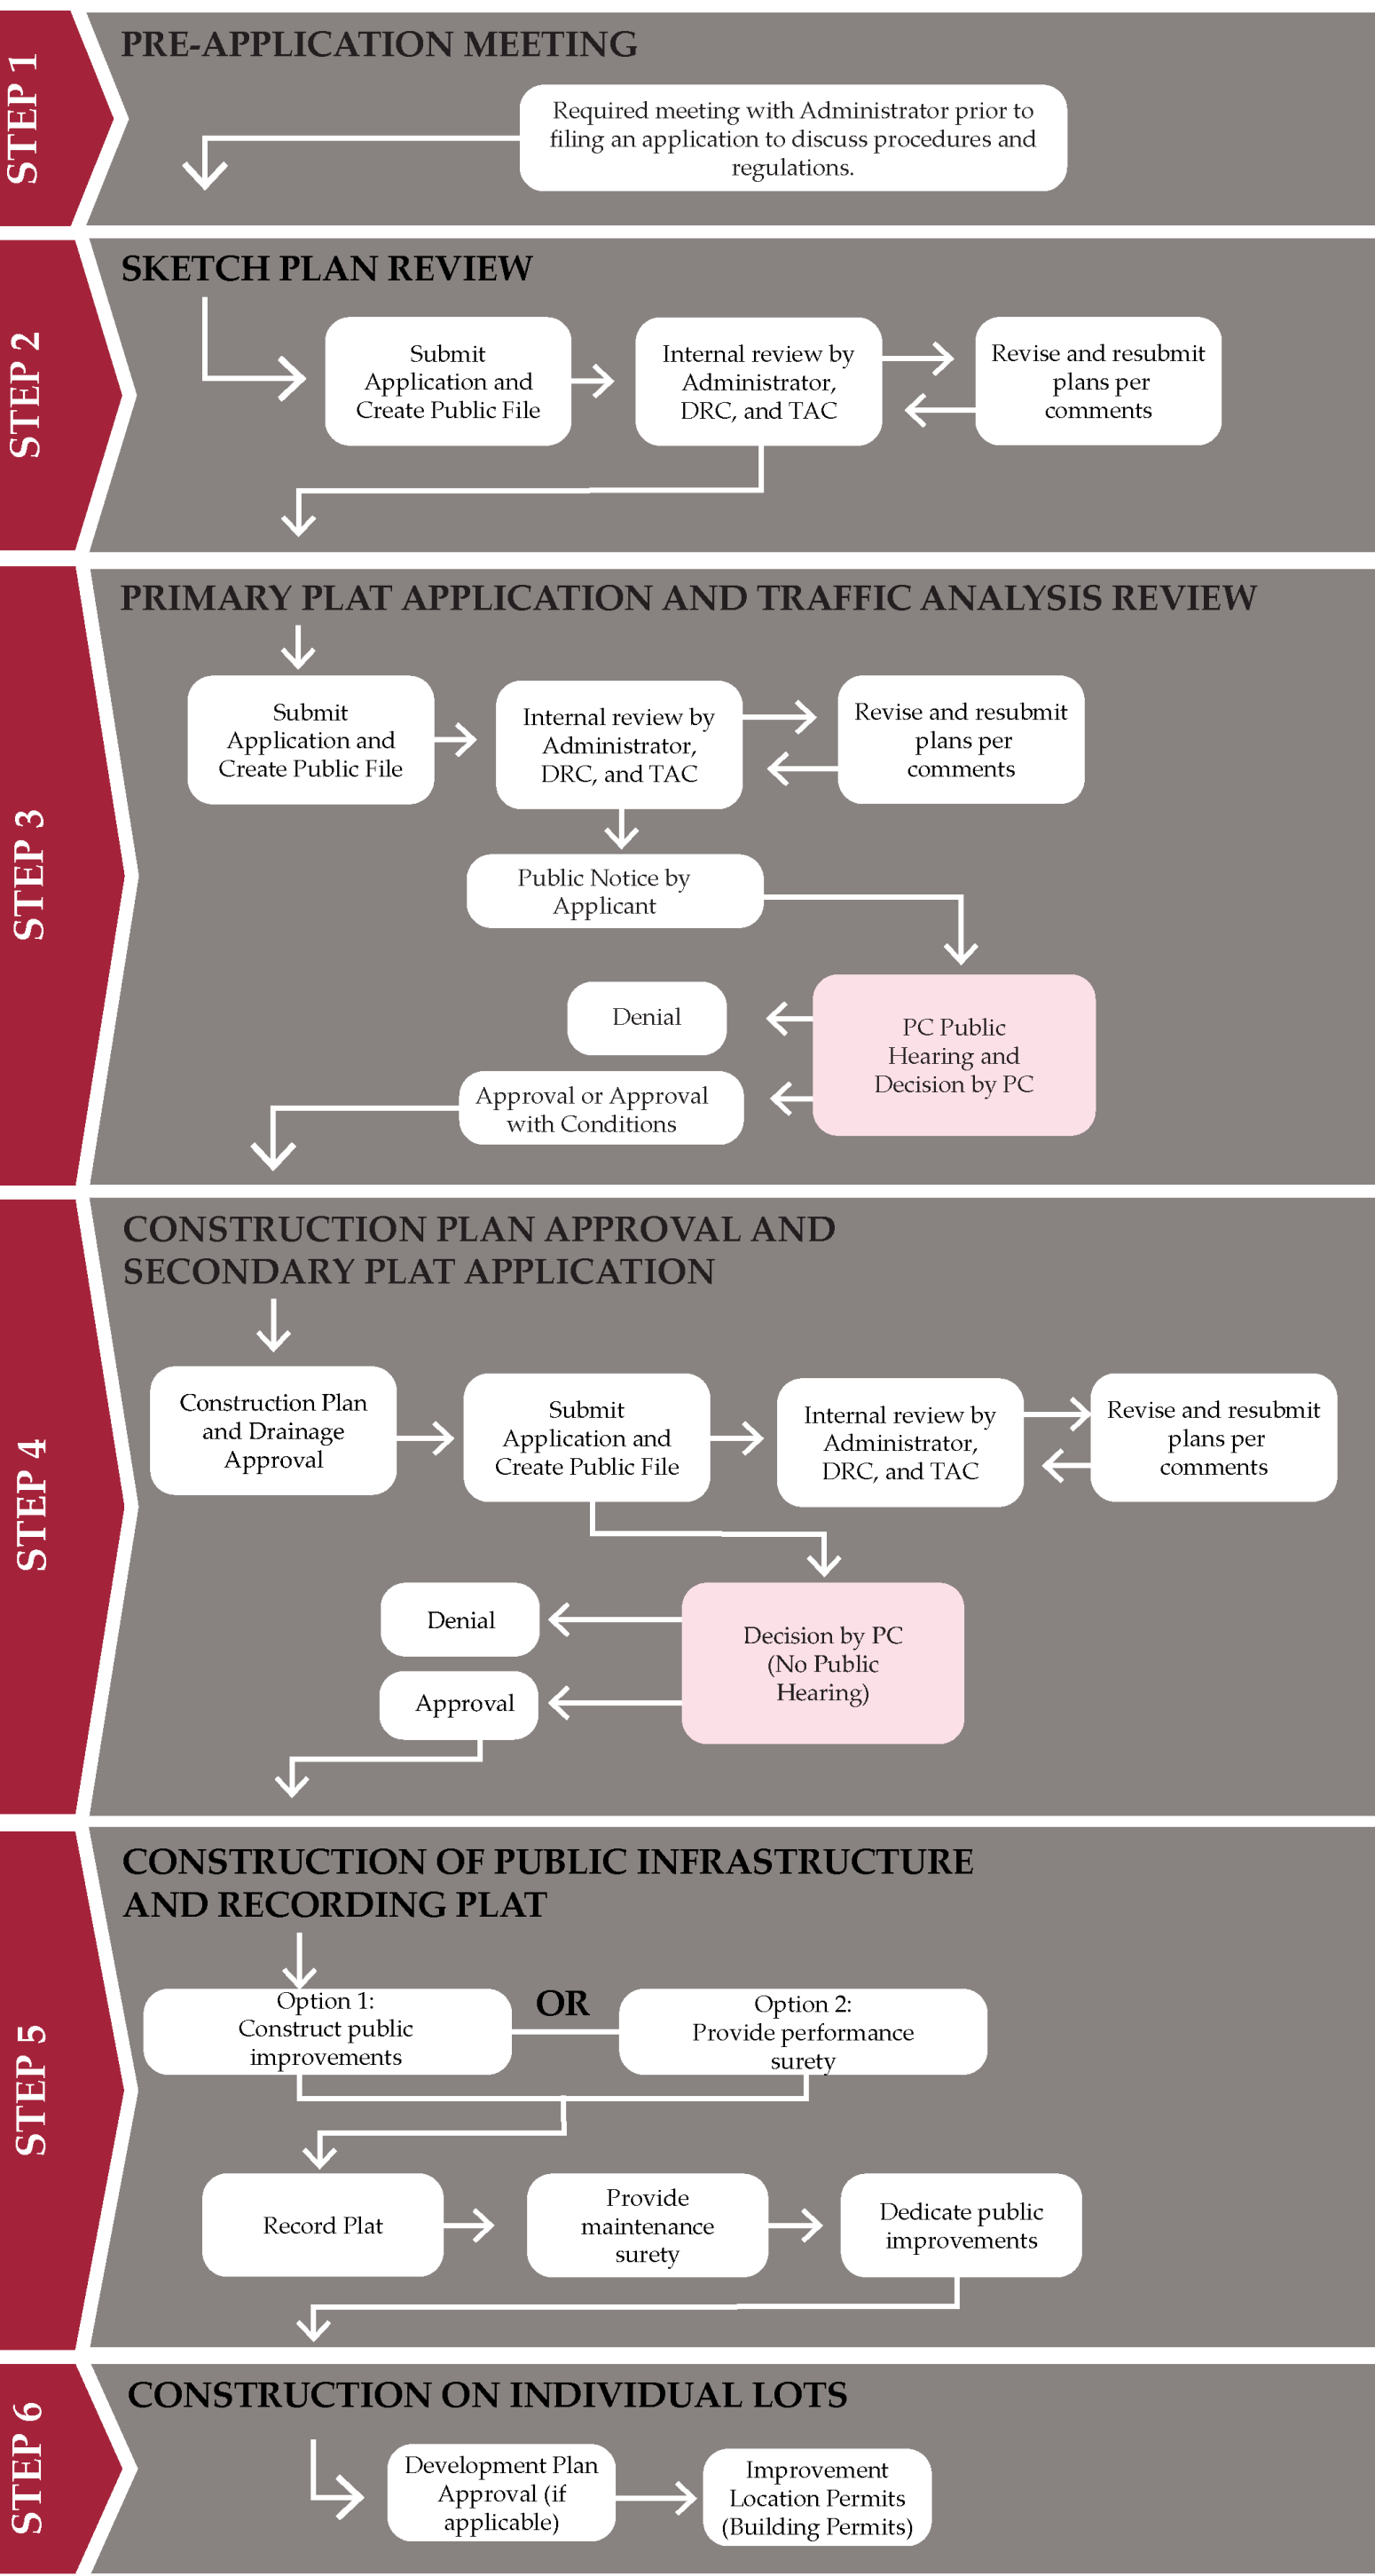 STEP 1
PRE-APPLICATION MEETING
Required meeting with Administrator prior to
filing an application to discuss procedures and
regulations.
STEP 2
SKETCH PLAN REVIEW
Submit
Application and
Create Public File
Internal review by
Administrator,
DRC, and TAC
Revise and resubmit
plans per
comments
STEP 3
PRIMARY PLAT APPLICATION AND TRAFFIC ANALYSIS REVIEW
Submit
Application and
Create Public File
Internal review by
Administrator,
DRC, and TAC
Revise and resubmit
plans per
comments
Public Notice by
Applicant
Denial
PC Public
Hearing and
Decision by PC
Approval or Approval
with Conditions
STEP 4
CONSTRUCTION PLAN APPROVAL AND
SECONDARY PLAT APPLICATION
Construction Plan
and Drainage
Approval
Submit
Application and
Create Public File
Internal review by
Administrator,
DRC, and TAC
Revise and resubmit
plans per
comments
Denial
Decision by PC
(No Public
Hearing)
Approval
STEP 5
CONSTRUCTION OF PUBLIC INFRASTRUCTURE
AND RECORDING PLAT
Option 1:
Construct public
improvements
OR
Option 2:
Provide performance
surety
Record Plat
Provide
maintenance
surety
Dedicate public
improvements
STEP 6
CONSTRUCTION ON INDIVIDUAL LOTS
Development Plan
Approval (if
applicable)
Improvement
Location Permits
(Building Permits)